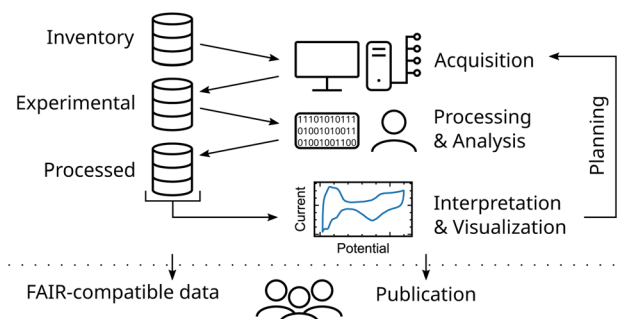 Inventory
Acquisition
Experimental
11101010111
01001010011
01001001100
Processing
& Analysis
Planning
Processed
Current
Potential
Interpretation
& Visualization
FAIR-compatible data
Publication